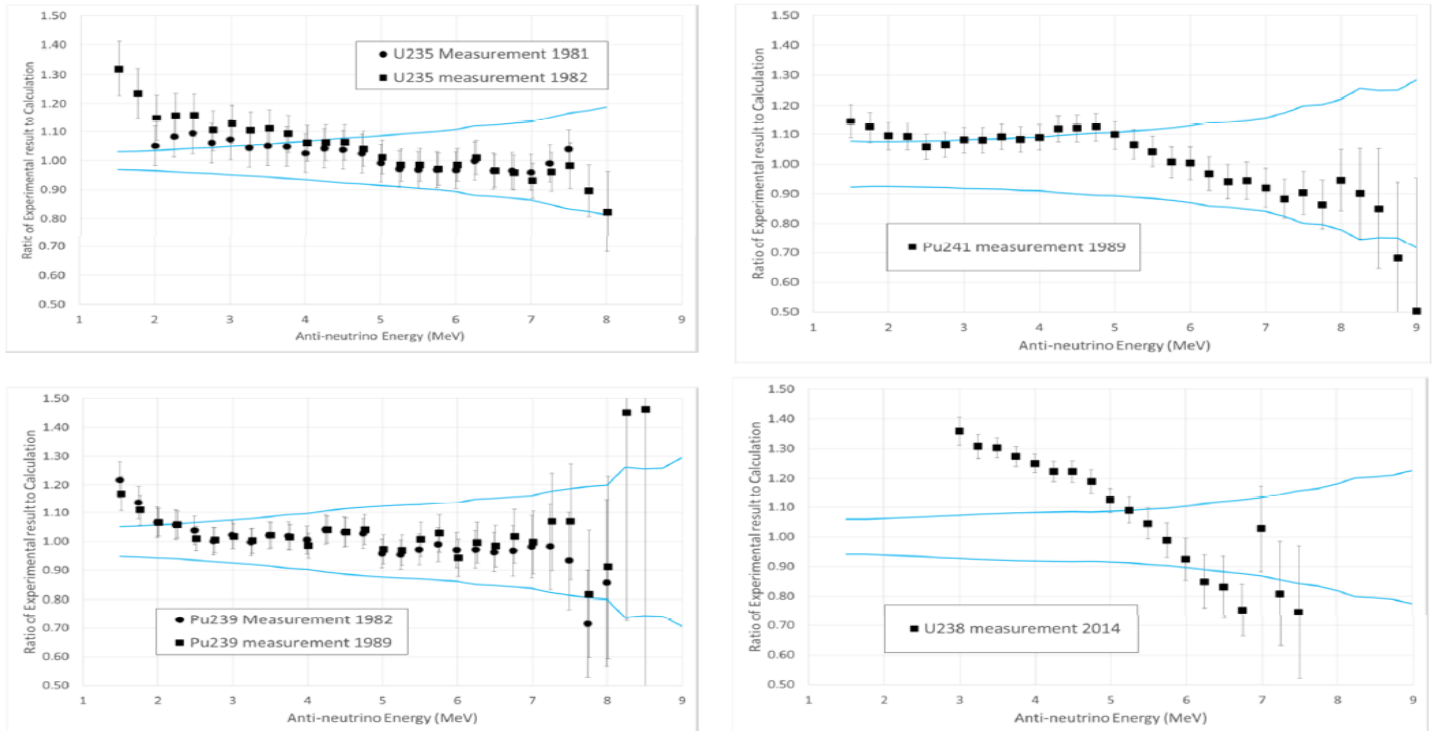 Ratic of Experimental result to Calculation
1.50
1.40
1.30
1.20
1.10
1.00
0.90
0.80
0.70
0.60
0.50
U235 Measurement 1981
U235 measurement 1982
1 2 3 4 5 6 7 8 9
Anti-neutrino Energy (MeV)
Ratio of Experimental result to Calculation
1.50
1.40
1.30
1.20
1.10
1.00
0.90
0.80
0.70
0.60
0.50
Pu241 measurement 1989
1 2 3 4 5 6 7 8 9
Anti-neutrino Energy (MeV)
Ratio of Experimental result to Calculation
1.50
1.40
1.30
1.20
1.10
1.00
0.90
0.80
0.70
0.60
0.50
Pu239 Measurement 1982
Pu239 measurement 1989
1 2 3 4 5 6 7 8 9
Anti-neutrino Energy (MeV)
Ratio of Experimental result to Calculation
1.50
1.40
1.30
1.20
1.10
1.00
0.90
0.80
0.70
0.60
0.50
U238 measurement 2014
1 2 3 4 5 6 7 8 9
Anti-neutrino Energy (MeV)